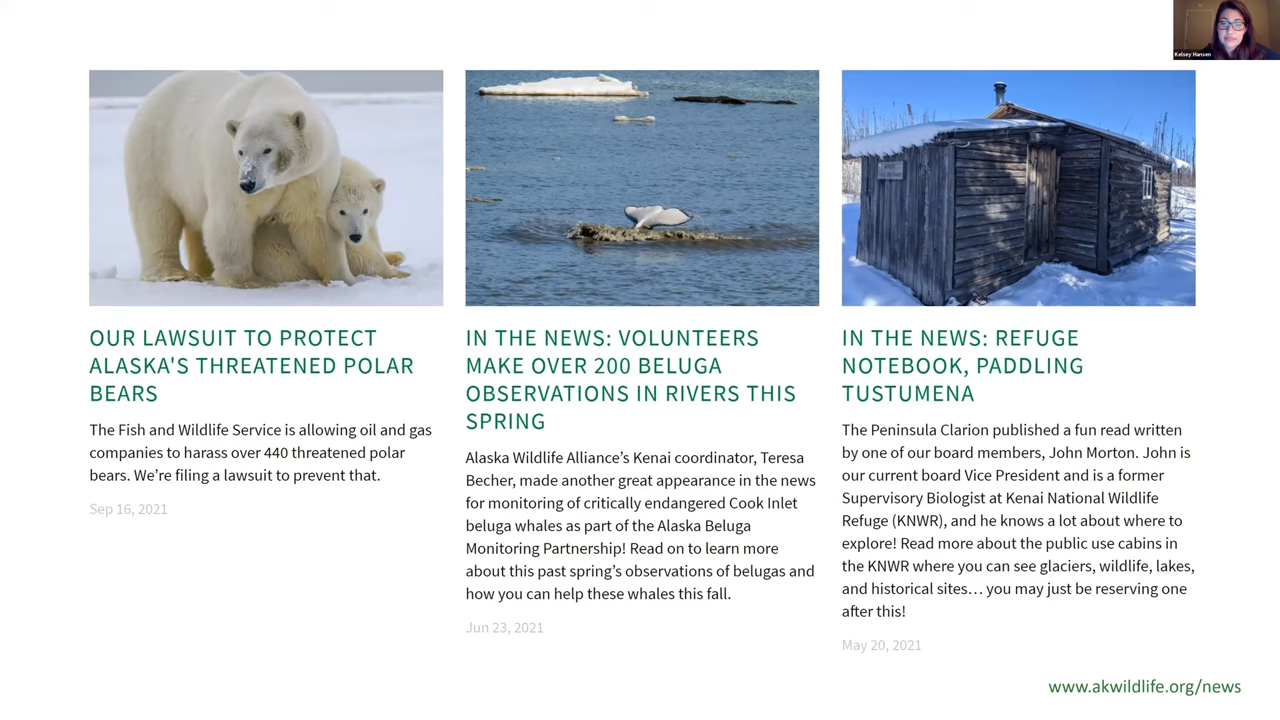 Kelsey Hansen
OUR LAWSUIT TO PROTECT
ALASKA'S THREATENED POLAR
BEARS
The Fish and Wildlife Service is allowing oil and gas
companies to harass over 440 threatened polar
bears. We’re filing a lawsuit to prevent that.
Sep 16, 2021
IN THE NEWS: VOLUNTEERS
MAKE OVER 200 BELUGA
OBSERVATIONS IN RIVERS THIS
SPRING
Alaska Wildlife Alliance’s Kenai coordinator, Teresa
Becher, made another great appearance in the news
for monitoring of critically endangered Cook Inlet
beluga whales as part of the Alaska Beluga
Monitoring Partnership! Read on to learn more
about this past spring’s observations of belugas and
how you can help these whales this fall.
Jun 23, 2021
IN THE NEWS: REFUGE
NOTEBOOK, PADDLING
TUSTUMENA
The Peninsula Clarion published a fun read written
by one of our board members, John Morton. John is
our current board Vice President and is a former
Supervisory Biologist at Kenai National Wildlife
Refuge (KNWR), and he knows a lot about where to
explore! Read more about the public use cabins in
the KNWR where you can see glaciers, wildlife, lakes,
and historical sites… you may just be reserving one
after this!
May 20, 2021
www.akwildlife.org/news